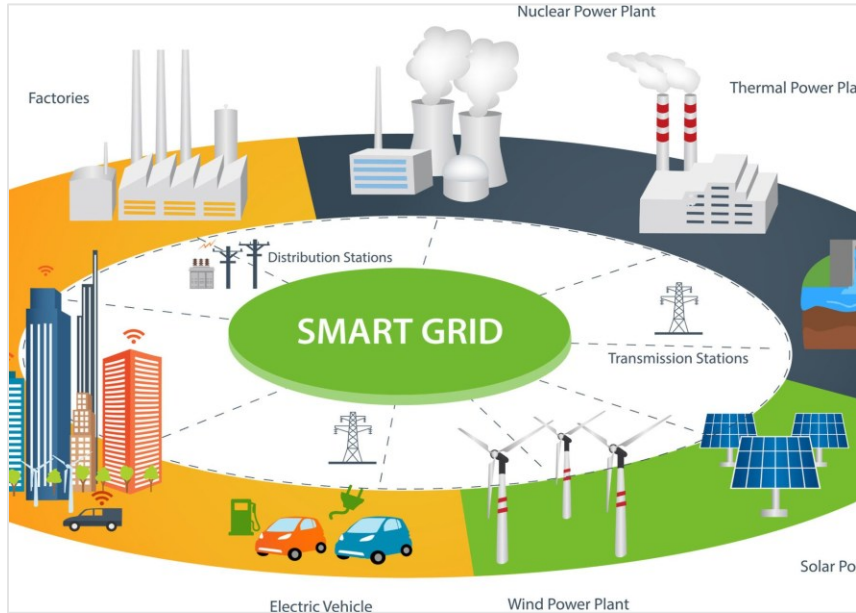 Nuclear Power Plant
Factories
Thermal Power Pla
Distribution Stations
SMART GRID
Transmission Stations
Solar Po
Electric Vehicle
Wind Power Plant